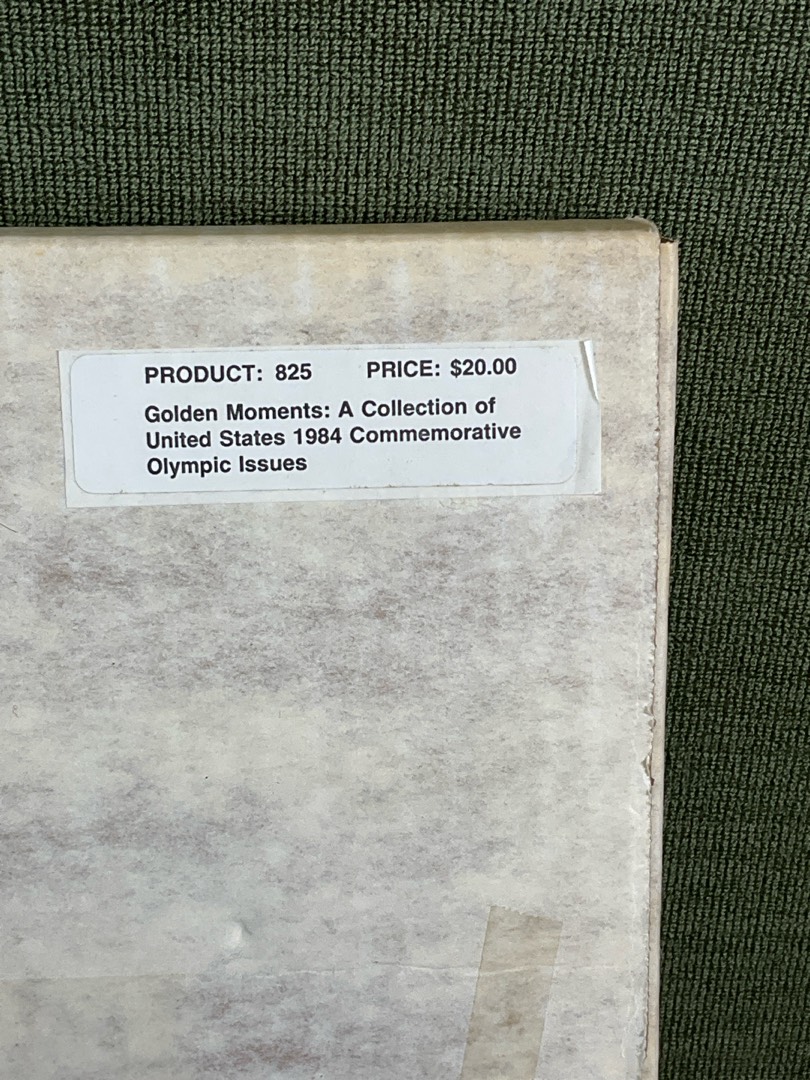 PRODUCT: 825 PRICE: $20.00
Golden Moments: A Collection of
United States 1984 Commemorative
Olympic Issues